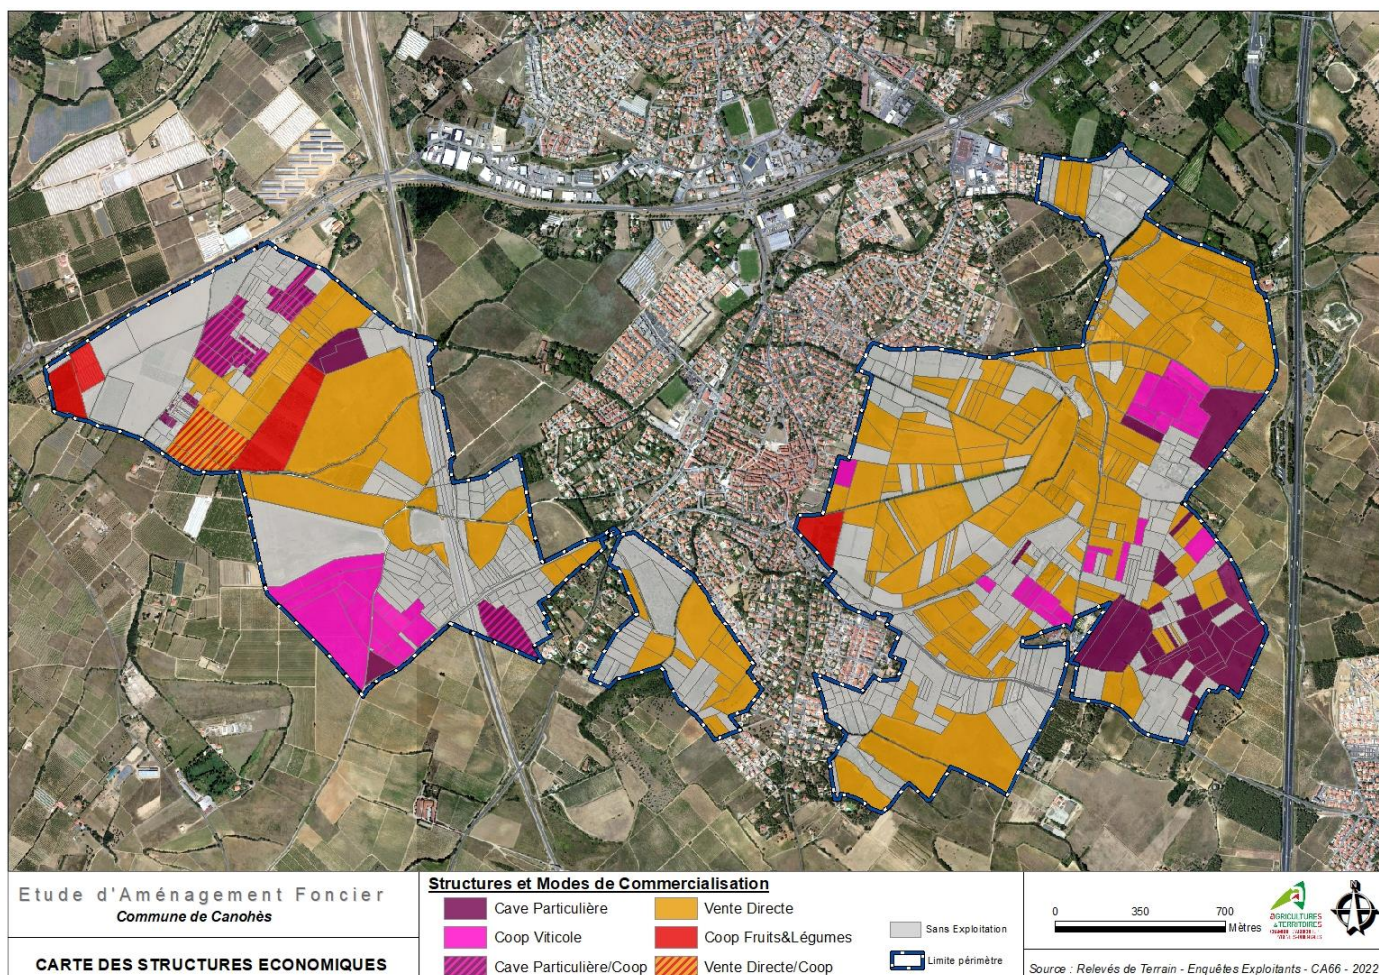 Etude d'Aménagement Foncier
Commune de Canohès
CARTE DES STRUCTURES ECONOMIQUES
Structures et Modes de Commercialisation
Cave Particulière
Vente Directe
Coop Viticole
Coop Fruits&Légumes
Cave Particulière/Coop
Vente Directe/Coop
Sans Exploitation
Limite périmètre
0 350 700
Mètres
AGRICULTURES
& TERRITOIRES
Source : Relevés de Terrain - Enquêtes Exploitants - CA66 - 2022